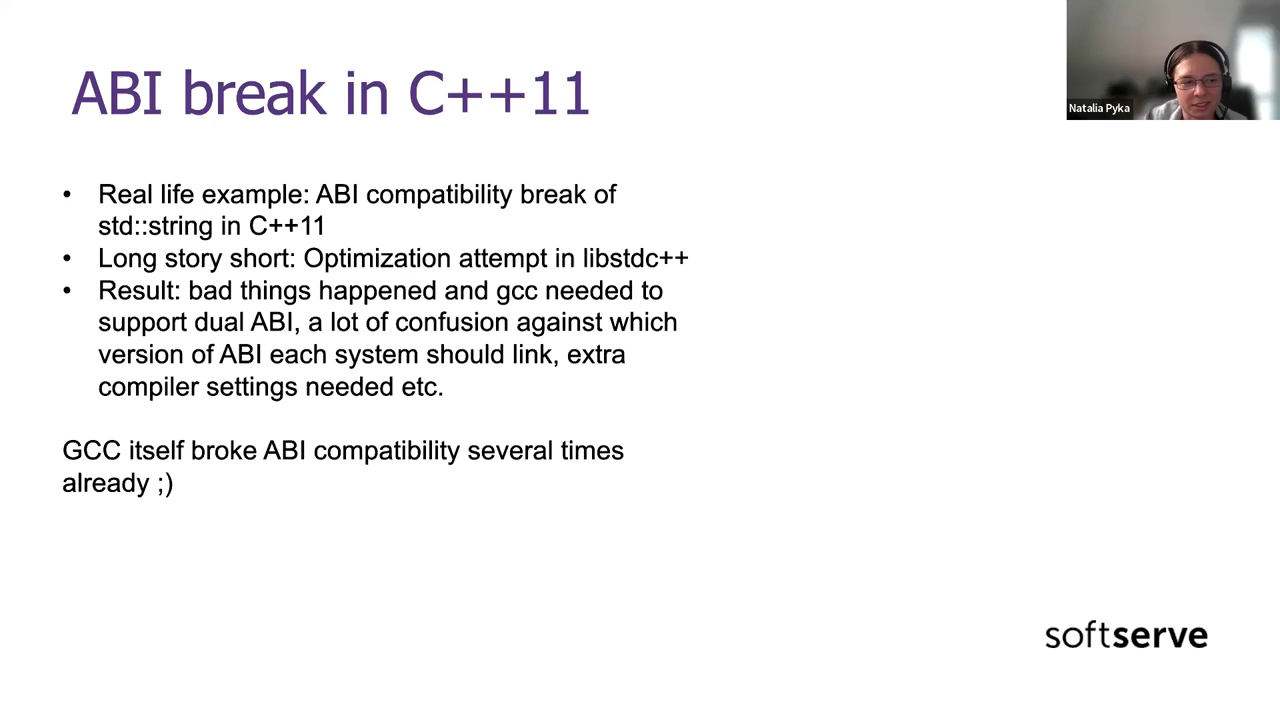 ABI break in C++11
Natalia Pyka
• Real life example: ABI compatibility break of
std::string in C++11
• Long story short: Optimization attempt in libstdc++
• Result: bad things happened and gcc needed to
support dual ABI, a lot of confusion against which
version of ABI each system should link, extra
compiler settings needed etc.
GCC itself broke ABI compatibility several times
already ;)
softserve